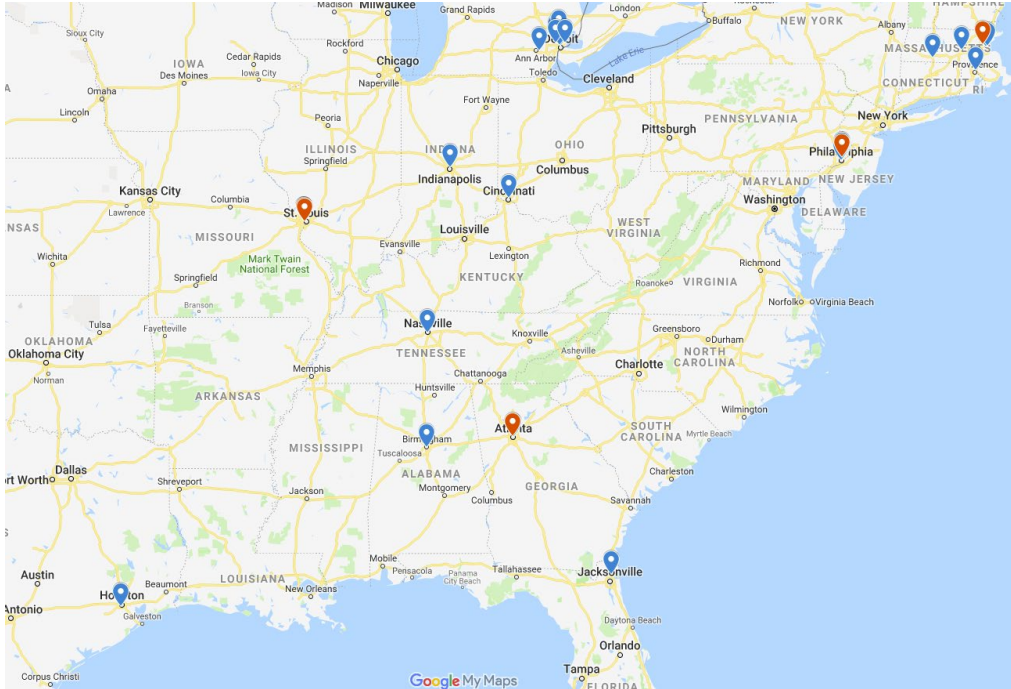 Madison
Milwaukee
Grand Rapids
London
Buffalo
NEW YORK
Albany
HAMPSHIRE
Sioux City
Rockford
Detroit
MASSACHUSETTS
Cedar Rapids
Chicago
Ann Arbor
Lake Erie
IOWA
Iowa City
Naperville
Toledo
Cleveland
Providence
Des Moines
CONNECTICUT
RI
Omaha
Fort Wayne
PENNSYLVANIA
New York
Lincoln
Peoria
Pittsburgh
ILLINOIS
INDIANA
OHIO
Philadelphia
Springfield
Columbus
Indianapolis
MARYLAND
NEW JERSEY
Kansas City
Cincinnati
Washington
Columbia
St. Louis
DELAWARE
Lawrence
WEST
VIRGINIA
NSAS
MISSOURI
Evansville
Louisville
Lexington
Richmond
Wichita
Mark Twain
National Forest
KENTUCKY
Roanoke
VIRGINIA
Springfield
Norfolk
Virginia Beach
Branson
Tulsa
Fayetteville
Nashville
Knoxville
Greensboro
Durham
OKLAHOMA
Oklahoma City
TENNESSEE
Asheville
NORTH
CAROLINA
Charlotte
Norman
Memphis
Chattanooga
Huntsville
ARKANSAS
Wilmington
Atlanta
SOUTH
CAROLINA
Myrtle Beach
Birmingham
MISSISSIPPI
Tuscaloosa
Dallas
ort Worth
ALABAMA
Charleston
Shreveport
Jackson
Montgomery
Columbus
GEORGIA
Savannah
Mobile
Austin
LOUISIANA
Pensacola
Tallahassee
Panama
City Beach
Jacksonville
Beaumont
New Orleans
Houston
Antonio
Galveston
Daytona Beach
Orlando
Tampa
Corpus Christi
Google My Maps
FLORIDA